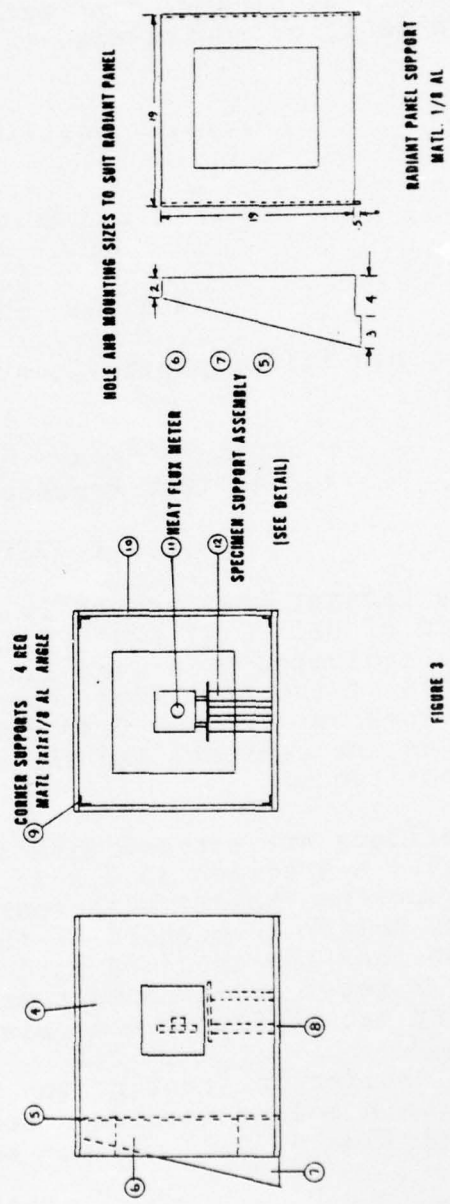 4
5
6
7
8
CORNER SUPPORTS 4 REQ
MATL 1x1x1/8 AL ANGLE
9
10
11 HEAT FLUX METER
12
SPECIMEN SUPPORT ASSEMBLY
(SEE DETAIL)
HOLE AND MOUNTING SIZES TO SUIT RADIANT PANEL
6
7
5
2
3
1
4
19
19
.5
RADIANT PANEL SUPPORT
MATL. 1/8 AL
FIGURE 3